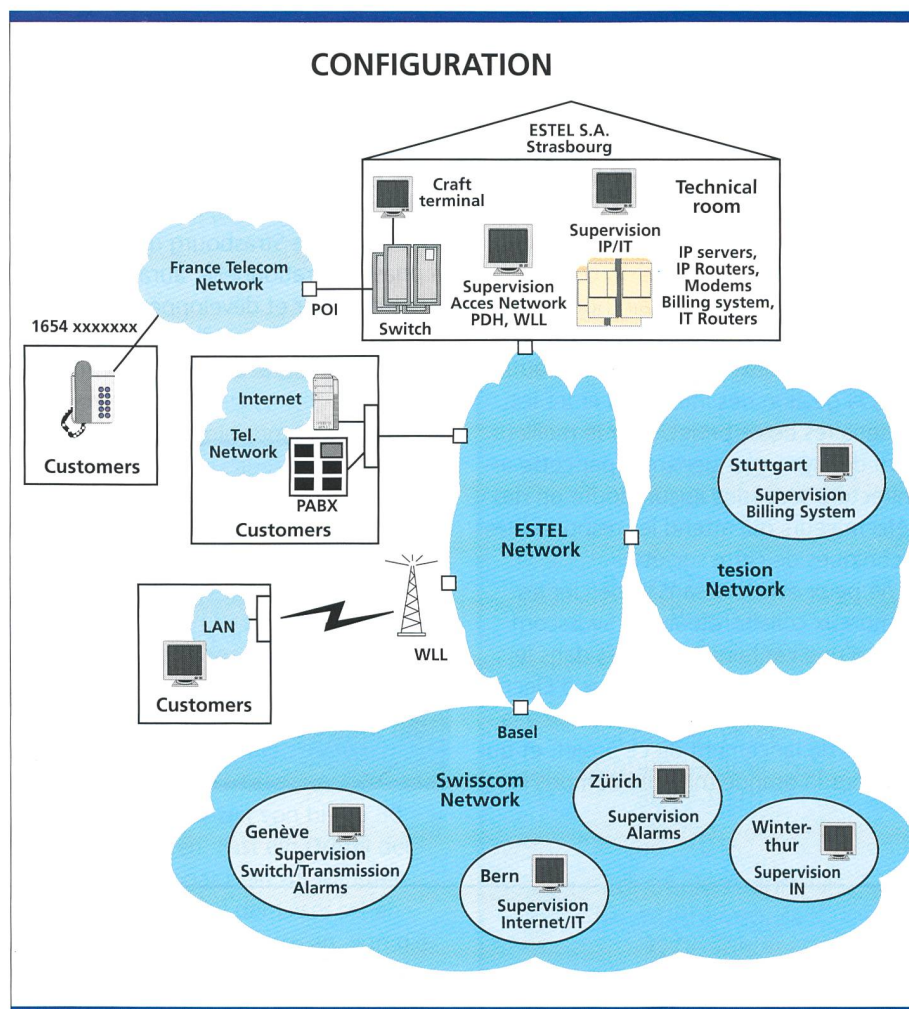 CONFIGURATION
ESTEL S.A.
Strasbourg
Craft
terminal
Technical
room
Supervision
IP/IT
Supervision
Acces Network
PDH, WLL
IP servers,
IP Routers,
Modems
Billing system,
IT Routers
Switch
France Telecom
Network
POI
1654 xxxxxxx
Customers
Internet
Tel.
Network
PABX
Customers
ESTEL
Network
Stuttgart
Supervision
Billing System
tesion
Network
LAN
Customers
WLL
Basel
Swisscom
Network
Genève
Supervision
Switch/Transmission
Alarms
Bern
Supervision
Internet/IT
Zürich
Supervision
Alarms
Winter-
thur
Supervision
IN